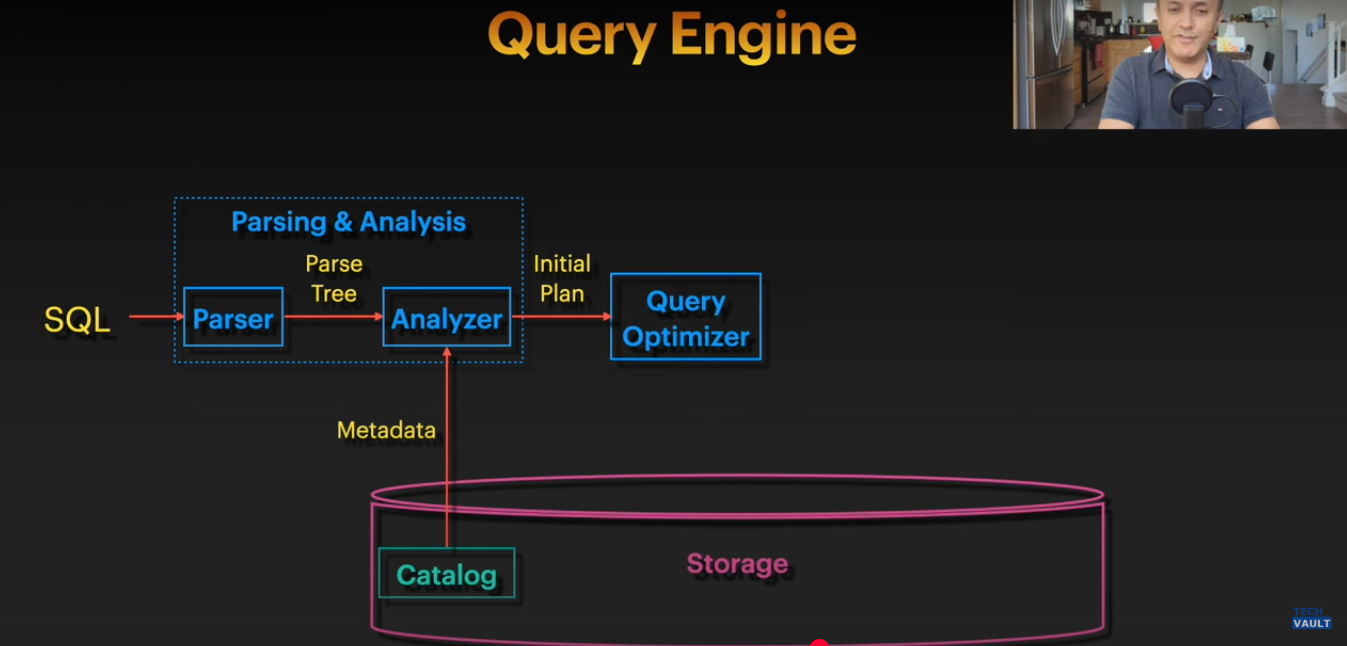 Query Engine
Parsing & Analysis
Parse
Tree
Initial
Plan
SQL
Parser
Analyzer
Query
Optimizer
Metadata
Catalog
Storage
TECH
VAULT